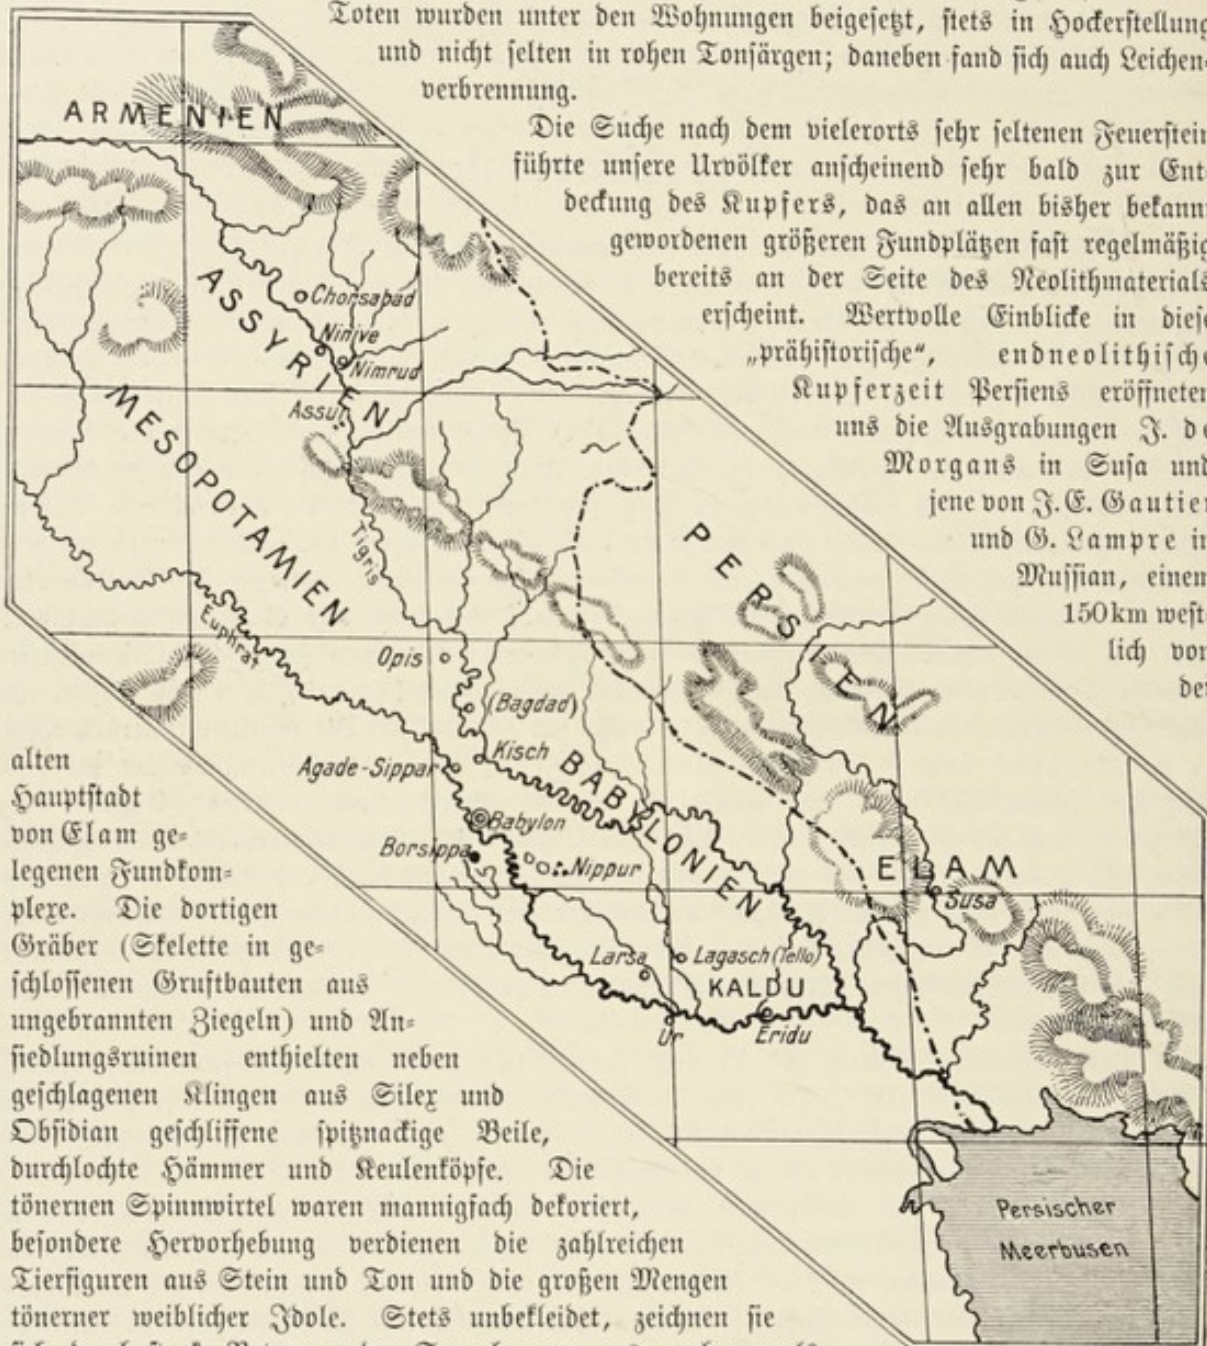 Toten wurden unter den Wohnungen beigesetzt, stets in Hockerstellung
und nicht selten in rohen Tonsärgen; daneben fand sich auch Leichen-
verbrennung.
Die Suche nach dem vielerorts sehr seltenen Feuerstein
führte unsere Urvölker anscheinend sehr bald zur Ent-
deckung des Kupfers, das an allen bisher bekannt
gewordenen größeren Fundplätzen fast regelmäßig
bereits an der Seite des Neolithmaterials
erscheint. Wertvolle Einblicke in diese
„prähistorische“, endneolithische
Kupferzeit Persiens eröffneten
uns die Ausgrabungen J. de
Morgans in Susa und
jene von J. E. Gautier
und G. Lampre in
Mussian, einem
150 km west-
lich von
der
alten
Hauptstadt
von Elam ge-
legenen Fundkom-
plexe. Die dortigen
Gräber (Skelette in ge-
schlossenen Gruftbauten aus
ungebrannten Ziegeln) und An-
siedlungsruinen enthielten neben
geschlagenen Klingen aus Silex und
Obsidian geschliffene spitznackige Beile,
durchlochte Hämmer und Keulenköpfe. Die
tönernen Spinnwirtel waren mannigfach dekoriert,
besondere Hervorhebung verdienen die zahlreichen
Tierfiguren aus Stein und Ton und die großen Mengen
tönerner weiblicher Idole. Stets unbekleidet, zeichnen sie
ARMENIEN
ASSYRIEN
Chorsabad
Ninive
Nimrud
Assur
MESOPOTAMIEN
Tigris
Euphrat
PERSIEN
Opis
(Bagdad)
Kisch
Agade-Sippar
BABYLONIEN
Babylon
Borsippa
Nippur
ELAM
Susa
Larsa
Lagasch (Tello)
KALDU
Ur
Eridu
Persischer
Meerbusen